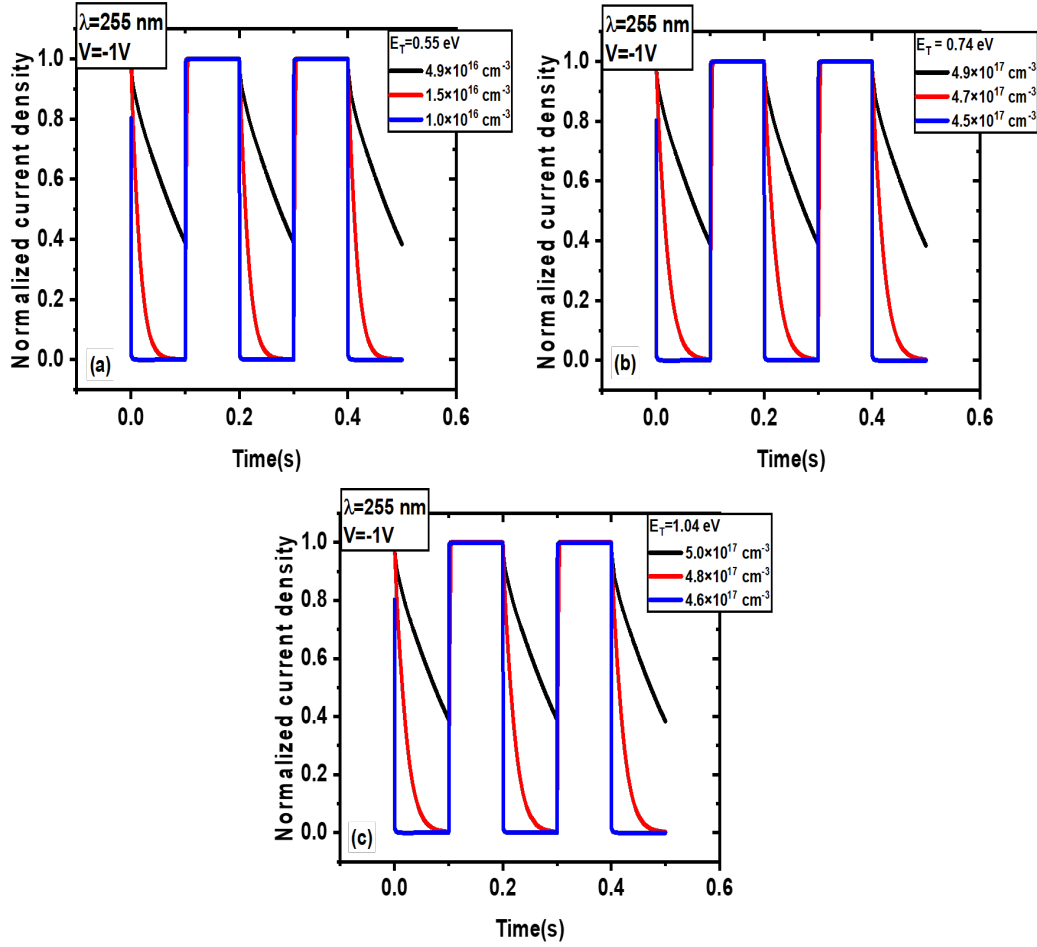 λ=255 nm
V=-1V
E_T=0.55 eV
4.9×10^16 cm^-3
1.5×10^16 cm^-3
1.0×10^16 cm^-3
Normalized current density
1.0
0.8
0.6
0.4
0.2
0.0
(a)
0.0 0.2 0.4 0.6
Time(s)
λ=255 nm
V=-1V
E_T = 0.74 eV
4.9×10^17 cm^-3
4.7×10^17 cm^-3
4.5×10^17 cm^-3
Normalized current density
1.0
0.8
0.6
0.4
0.2
0.0
(b)
0.0 0.2 0.4 0.6
Time(s)
λ=255 nm
V=-1V
E_T=1.04 eV
5.0×10^17 cm^-3
4.8×10^17 cm^-3
4.6×10^17 cm^-3
Normalized current density
1.0
0.8
0.6
0.4
0.2
0.0
(c)
0.0 0.2 0.4 0.6
Time(s)